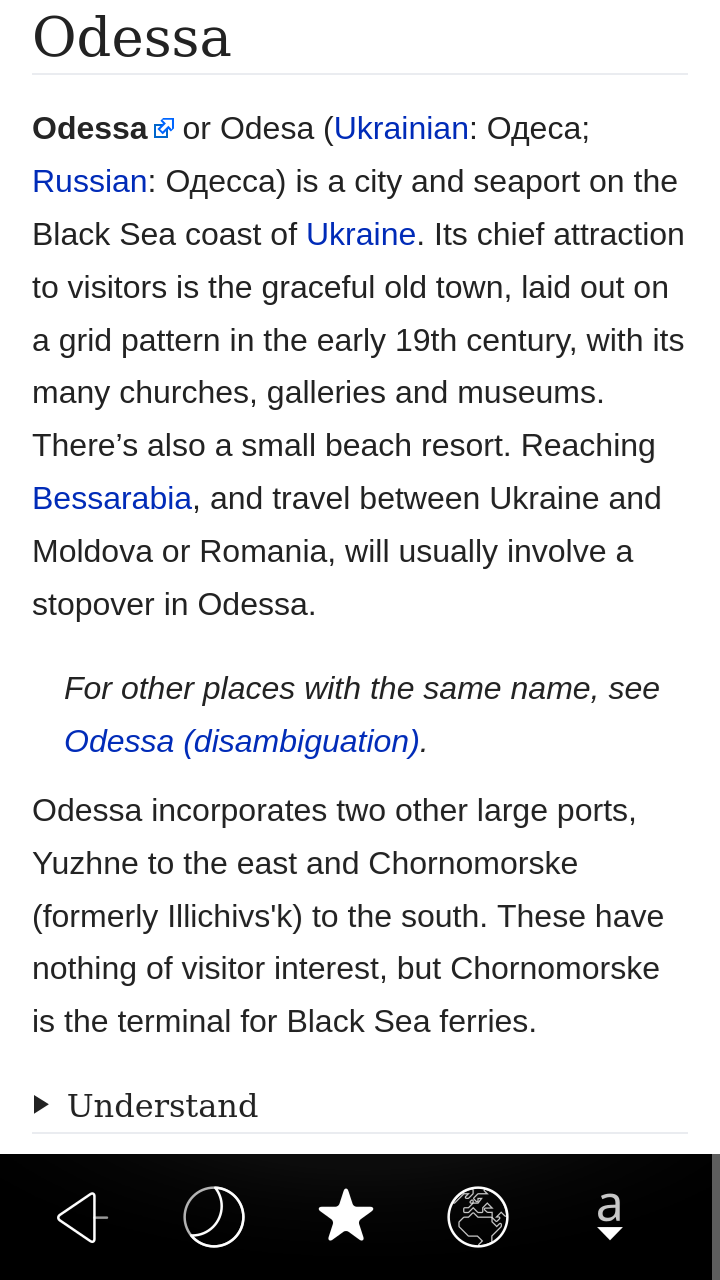 Odessa
Odessa or Odesa (Ukrainian: Одеса;
Russian: Одесса) is a city and seaport on the
Black Sea coast of Ukraine. Its chief attraction
to visitors is the graceful old town, laid out on
a grid pattern in the early 19th century, with its
many churches, galleries and museums.
There’s also a small beach resort. Reaching
Bessarabia, and travel between Ukraine and
Moldova or Romania, will usually involve a
stopover in Odessa.
For other places with the same name, see
Odessa (disambiguation).
Odessa incorporates two other large ports,
Yuzhne to the east and Chornomorske
(formerly Illichivs'k) to the south. These have
nothing of visitor interest, but Chornomorske
is the terminal for Black Sea ferries.
Understand
a